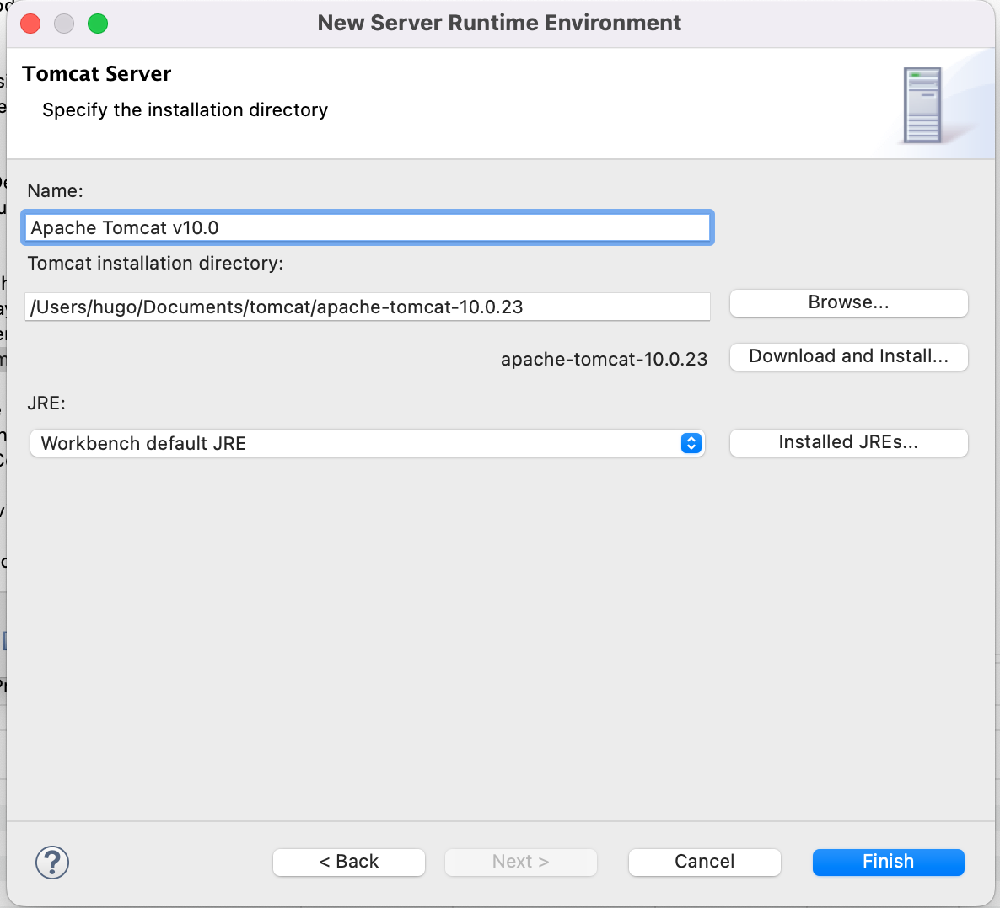 New Server Runtime Environment
Tomcat Server
Specify the installation directory
Name:
Apache Tomcat v10.0
Tomcat installation directory:
/Users/hugo/Documents/tomcat/apache-tomcat-10.0.23
Browse...
apache-tomcat-10.0.23
Download and Install...
JRE:
Workbench default JRE
Installed JREs...
?
< Back
Next >
Cancel
Finish